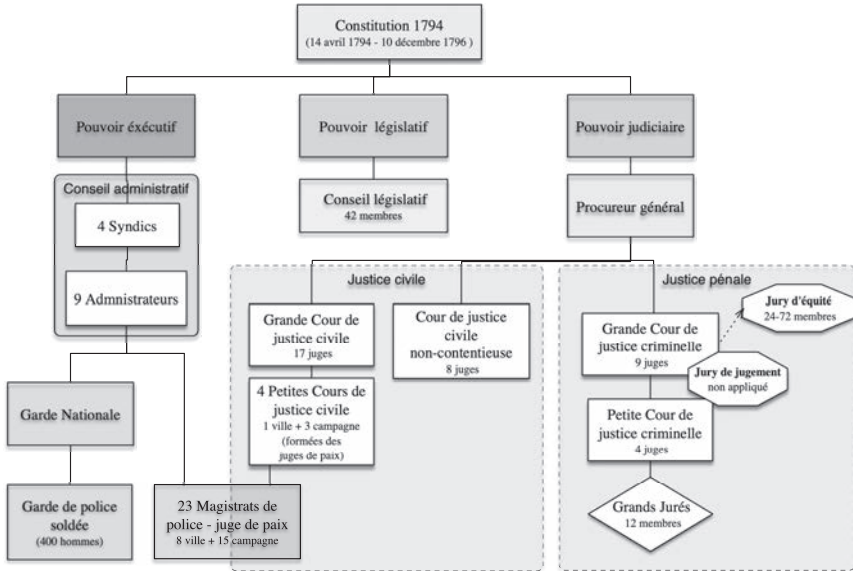 Constitution 1794
(14 avril 1794 - 10 décembre 1796 )
Pouvoir éxécutif
Pouvoir législatif
Pouvoir judiciaire
Conseil administratif
4 Syndics
9 Admnistrateurs
Conseil législatif
42 membres
Procureur général
Garde Nationale
Garde de police
soldée
(400 hommes)
23 Magistrats de
police - juge de paix
8 ville + 15 campagne
Justice civile
Grande Cour de
justice civile
17 juges
4 Petites Cours de
justice civile
1 ville + 3 campagne
(formées des
juges de paix)
Cour de justice
civile
non-contentieuse
8 juges
Justice pénale
Jury d'équité
24-72 membres
Grande Cour de
justice criminelle
9 juges
Jury de jugement
non appliqué
Petite Cour de
justice criminelle
4 juges
Grands Jurés
12 membres